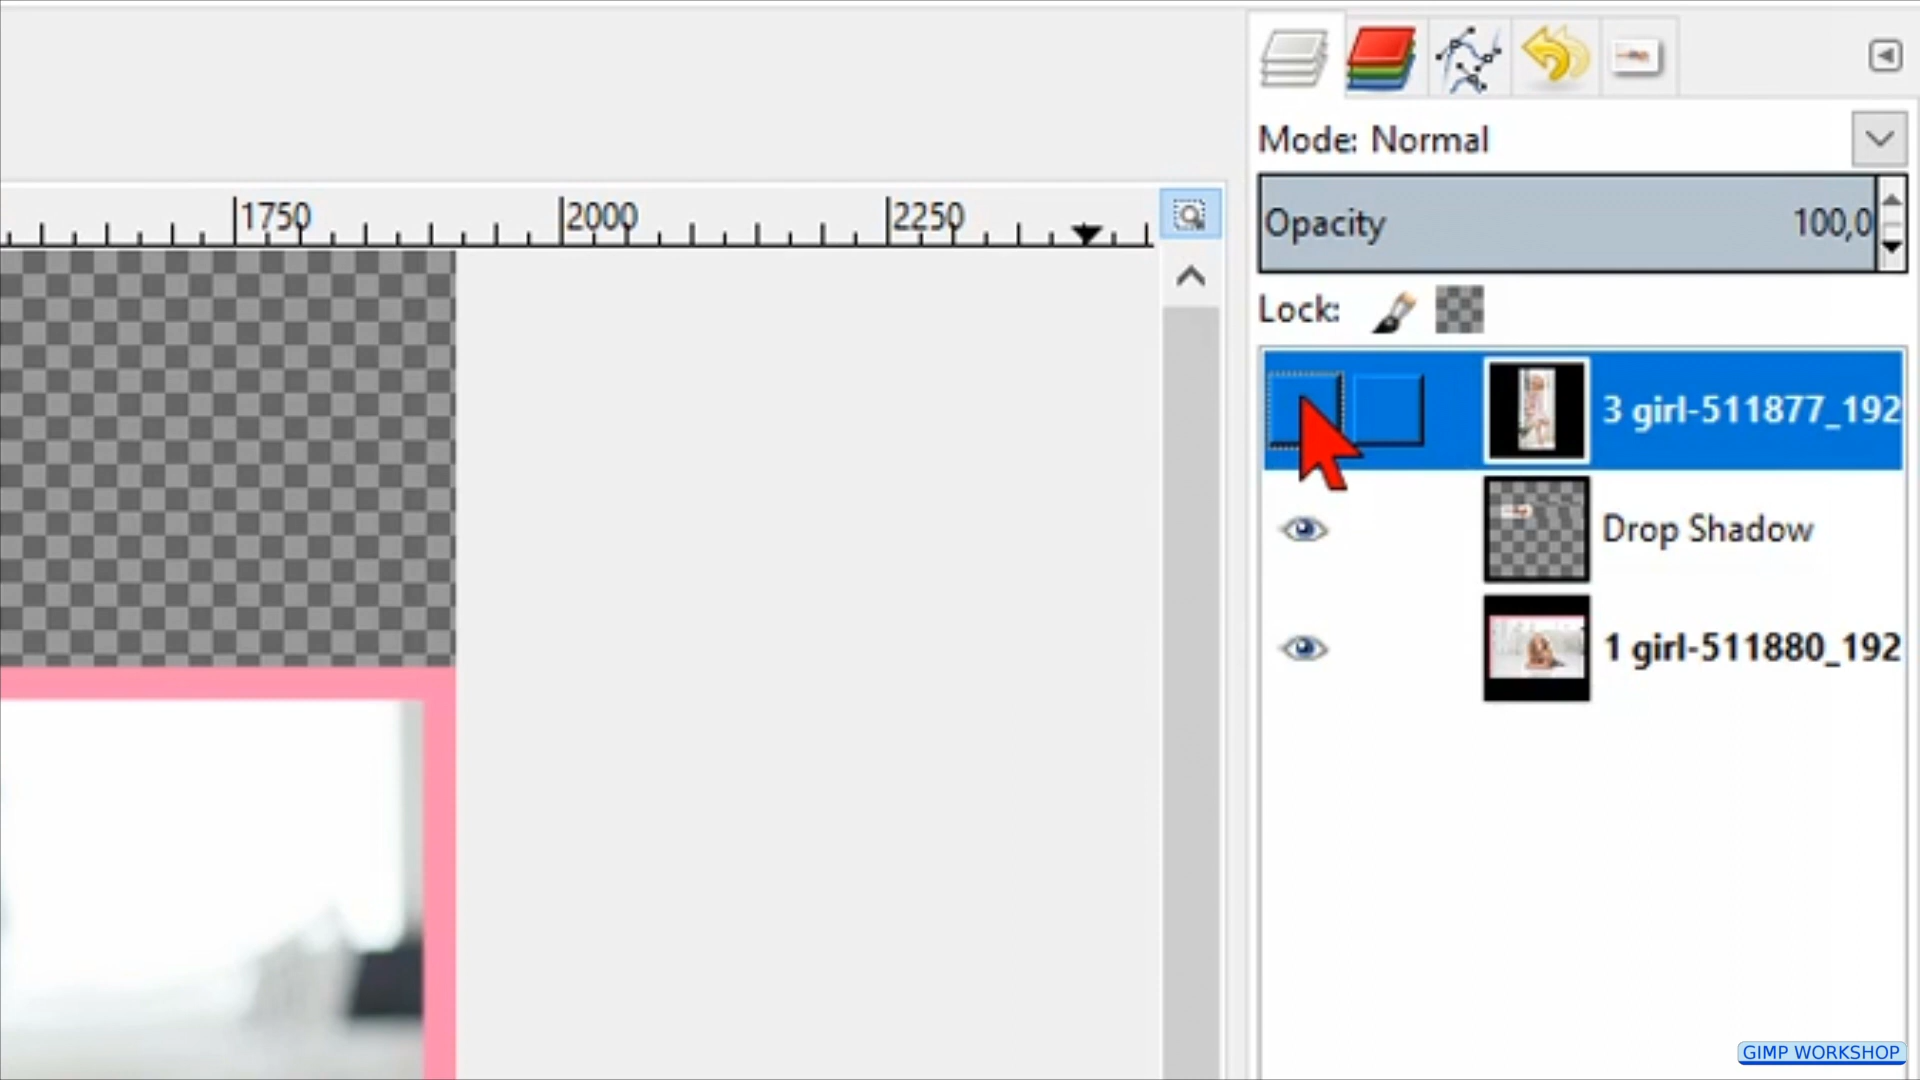 Mode: Normal
1750
2000
2250
Opacity 100,0
Lock:
3 girl-511877_192
Drop Shadow
1 girl-511880_192
GIMP WORKSHOP